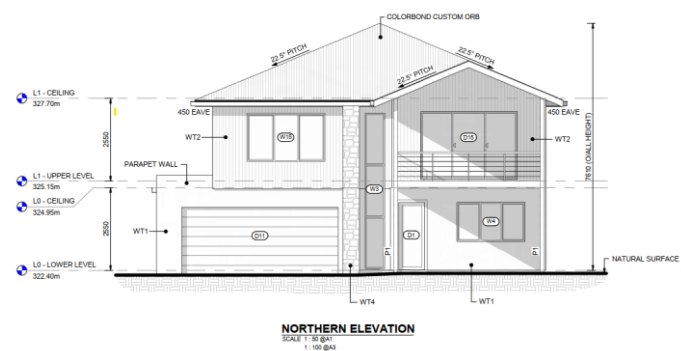 COLORBOND CUSTOM ORB
22.5° PITCH
22.5° PITCH
22.5° PITCH
L1 - CEILING
327.70m
450 EAVE
450 EAVE
2550
WT2
W15
D15
WT2
7610 (O/ALL HEIGHT)
PARAPET WALL
L1 - UPPER LEVEL
325.15m
L0 - CEILING
324.95m
W3
2550
WT1
D11
D1
W4
P1
P1
L0 - LOWER LEVEL
322.40m
NATURAL SURFACE
WT4
WT1
NORTHERN ELEVATION
SCALE 1 : 50 @A1
1 : 100 @A3